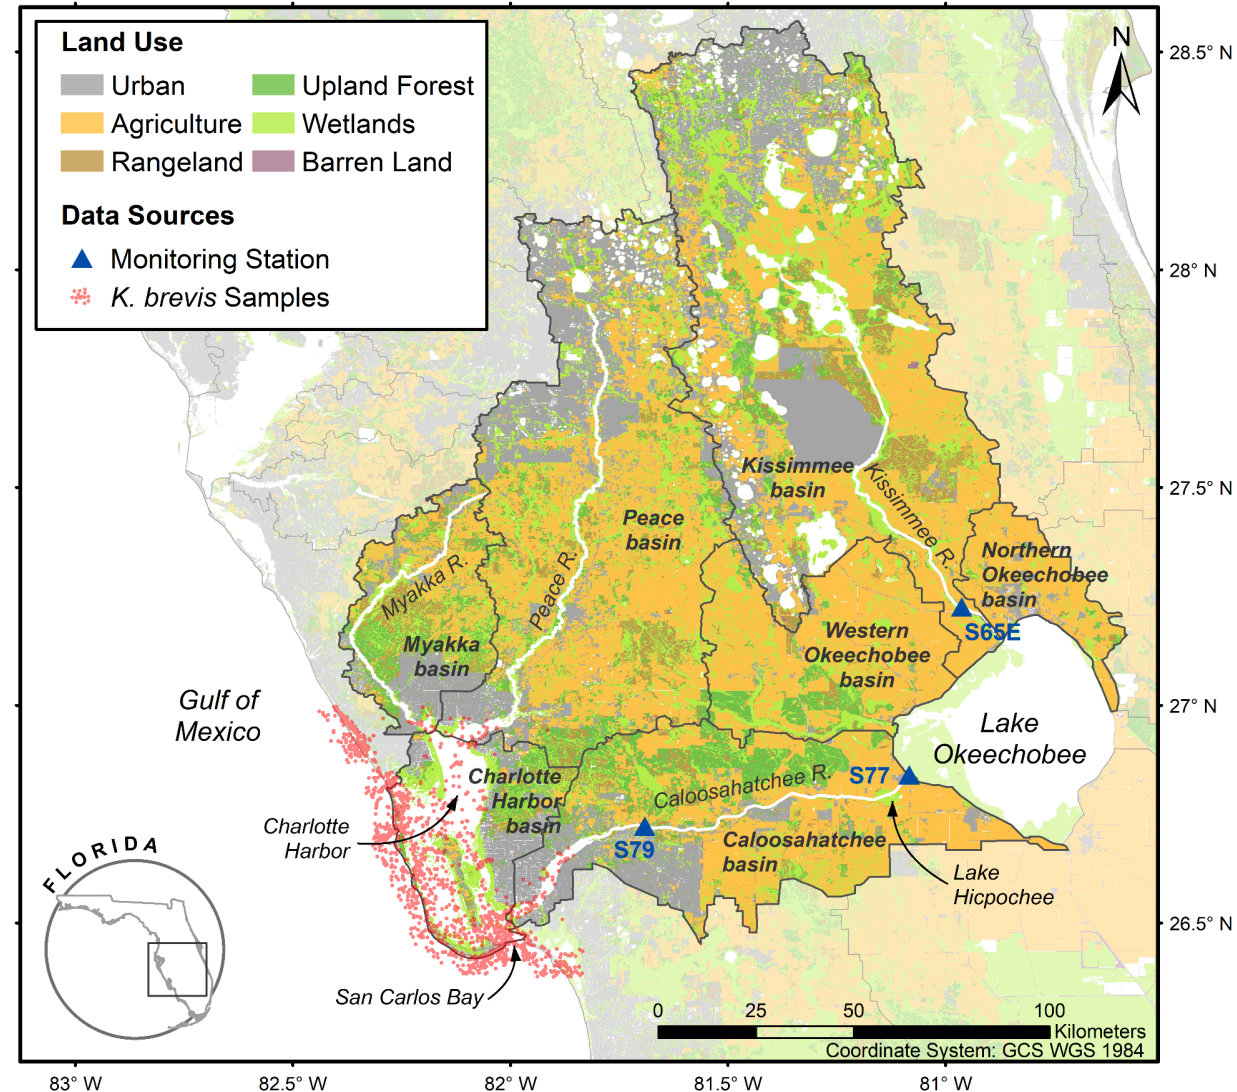 Land Use
Urban
Upland Forest
Agriculture
Wetlands
Rangeland
Barren Land
Data Sources
Monitoring Station
K. brevis Samples
N
28.5° N
28° N
27.5° N
27° N
26.5° N
Kissimmee
basin
Kissimmee R.
Peace
basin
Peace R.
Northern
Okeechobee
basin
S65E
Myakka R.
Myakka
basin
Western
Okeechobee
basin
Gulf of
Mexico
Lake
Okeechobee
S77
Charlotte
Harbor
basin
Caloosahatchee R.
Charlotte
Harbor
S79
Caloosahatchee
basin
Lake
Hicpochee
FLORIDA
San Carlos Bay
0 25 50 100
Kilometers
Coordinate System: GCS WGS 1984
83° W
82.5° W
82° W
81.5° W
81° W